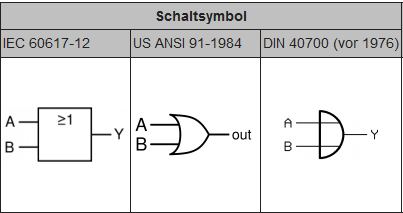 Schaltsymbol
IEC 60617-12 US ANSI 91-1984 DIN 40700 (vor 1976)
A B ≥1 Y
A B out
A B Y